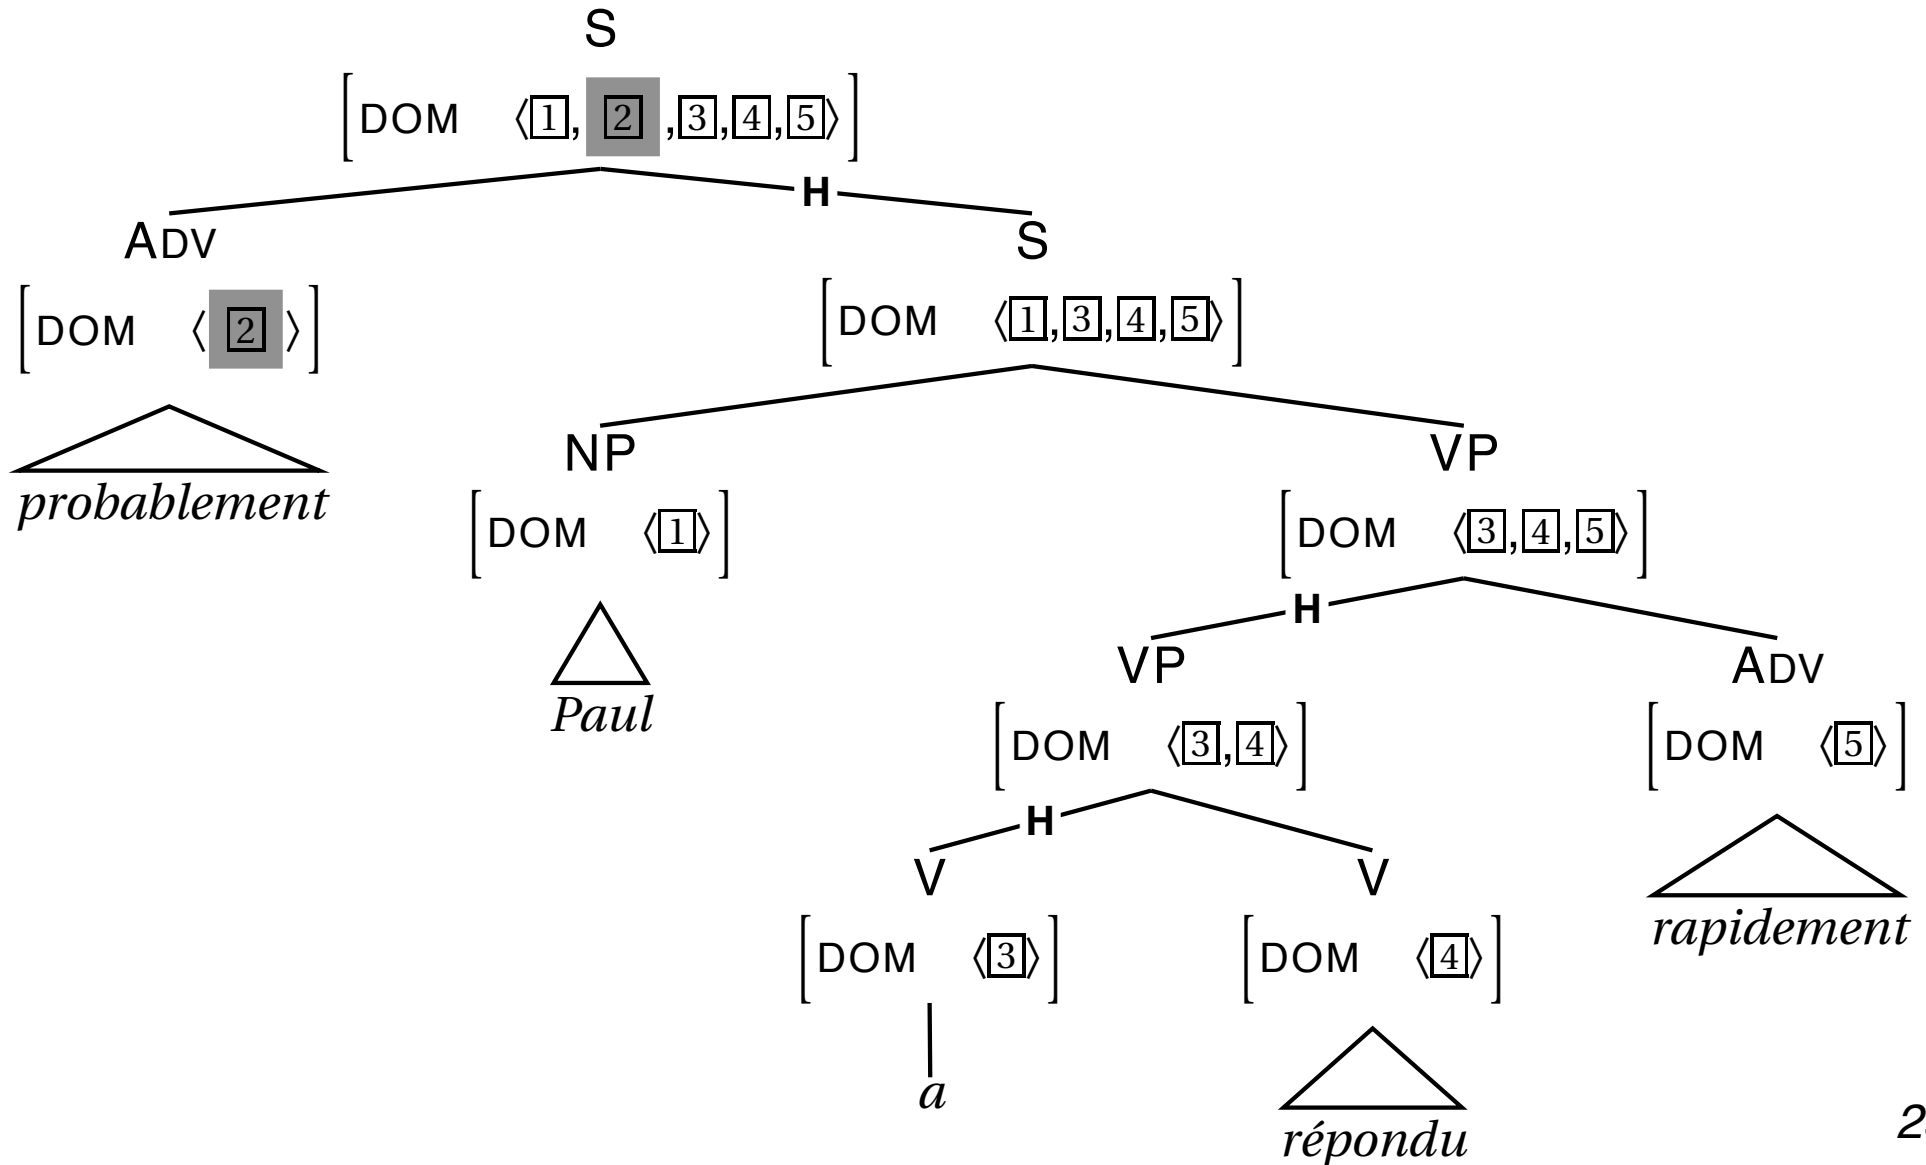 S
[DOM ⟨1, 2 ,3,4,5⟩]
H
ADV S
[DOM ⟨ 2 ⟩] [DOM ⟨1,3,4,5⟩]
probablement
NP VP
[DOM ⟨1⟩] [DOM ⟨3,4,5⟩]
H
Paul
VP ADV
[DOM ⟨3,4⟩] [DOM ⟨5⟩]
H
V V
rapidement
[DOM ⟨3⟩] [DOM ⟨4⟩]
a
répondu